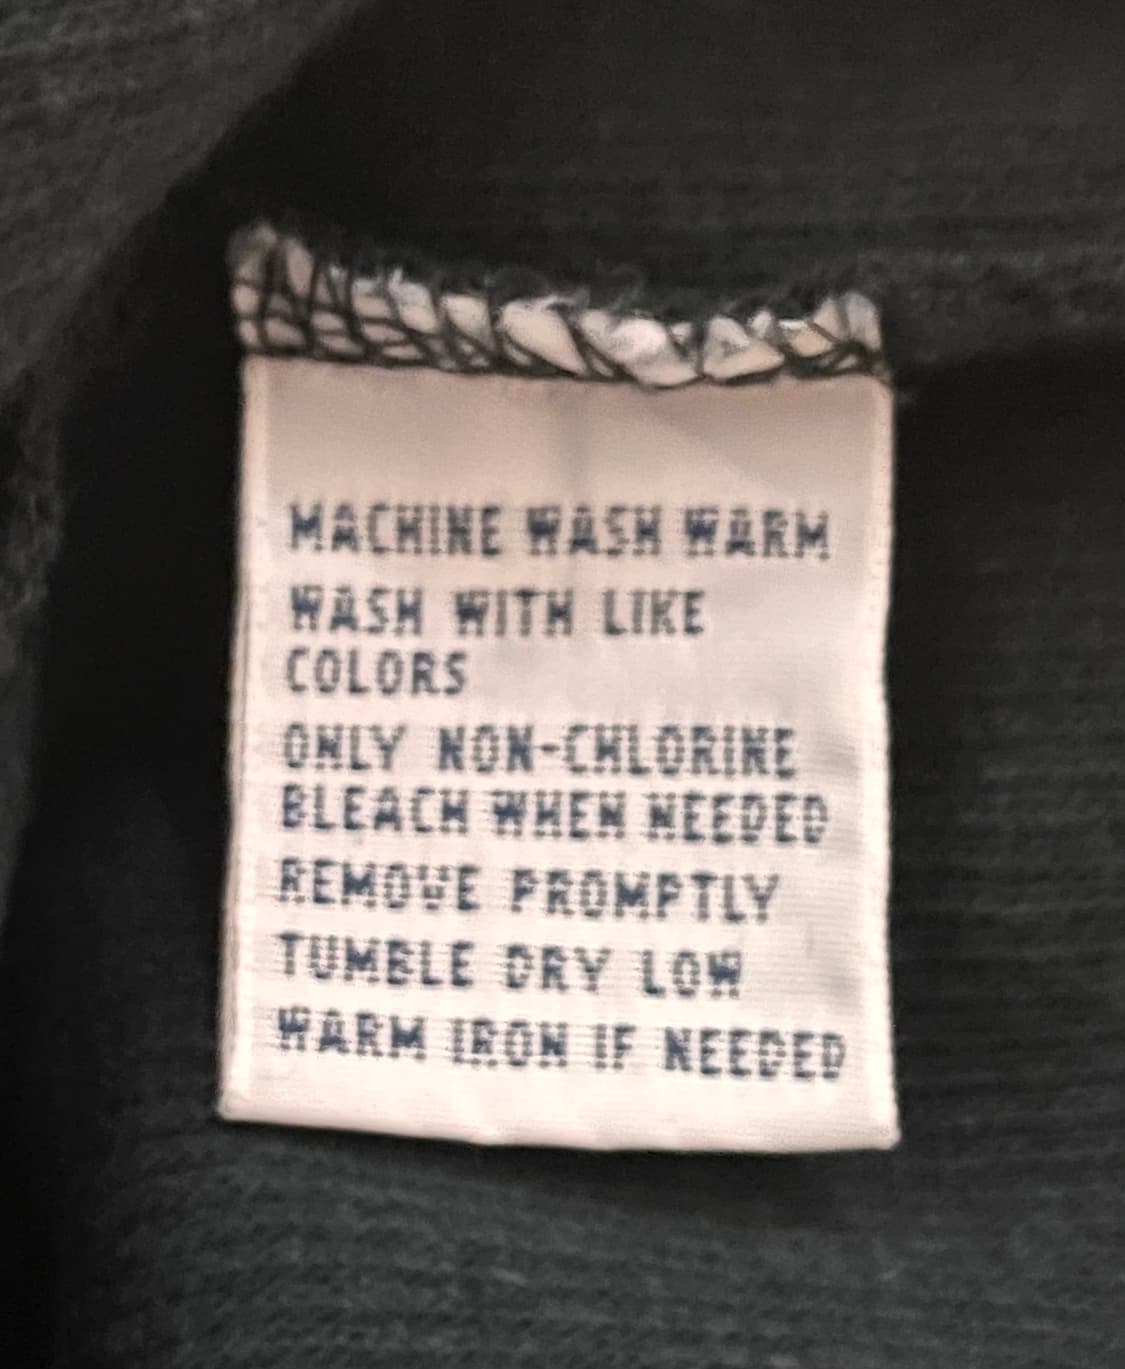 MACHINE WASH WARM
WASH WITH LIKE
COLORS
ONLY NON-CHLORINE
BLEACH WHEN NEEDED
REMOVE PROMPTLY
TUMBLE DRY LOW
WARM IRON IF NEEDED